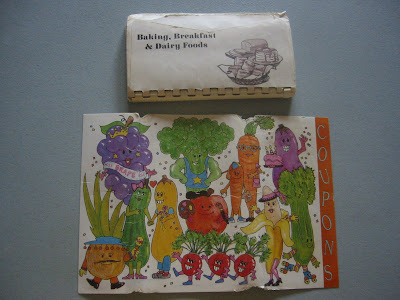 Baking, Breakfast
& Dairy Foods
COUPONS